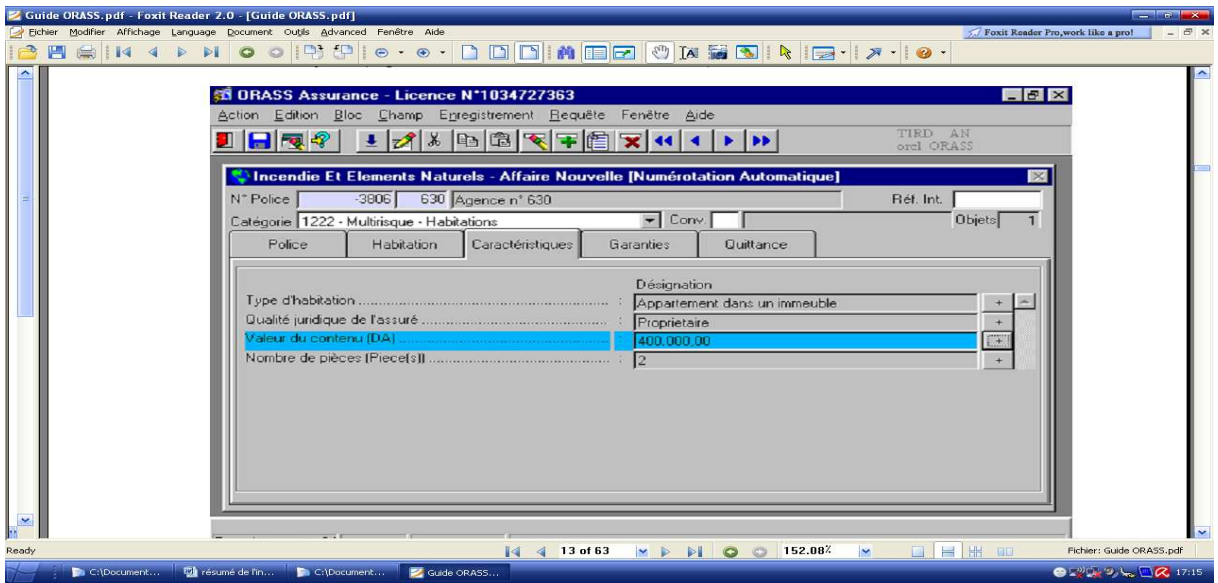 Guide ORASS.pdf - Foxit Reader 2.0 - [Guide ORASS.pdf]
Fichier Modifier Affichage Language Document Outils Advanced Fenêtre Aide
Foxit Reader Pro,work like a pro!
ORASS Assurance - Licence N°1034727363
Action Edition Bloc Champ Enregistrement Requête Fenêtre Aide
TIRD AN
orcl ORASS
Incendie Et Elements Naturels - Affaire Nouvelle [Numérotation Automatique]
N° Police -3806 630 Agence n° 630 Réf. Int.
Catégorie 1222 - Multirisque - Habitations Conv. Objets 1
Police Habitation Caractéristiques Garanties Quittance
Désignation
Type d'habitation : Appartement dans un immeuble +
Qualité juridique de l'assuré : Proprietaire +
Valeur du contenu (DA) : 400.000,00 +
Nombre de pièces (Piece(s)) : 2 +
Ready 13 of 63 152.08% Fichier: Guide ORASS.pdf
C:\Document... résumé de l'in... C:\Document... Guide ORASS... 17:15